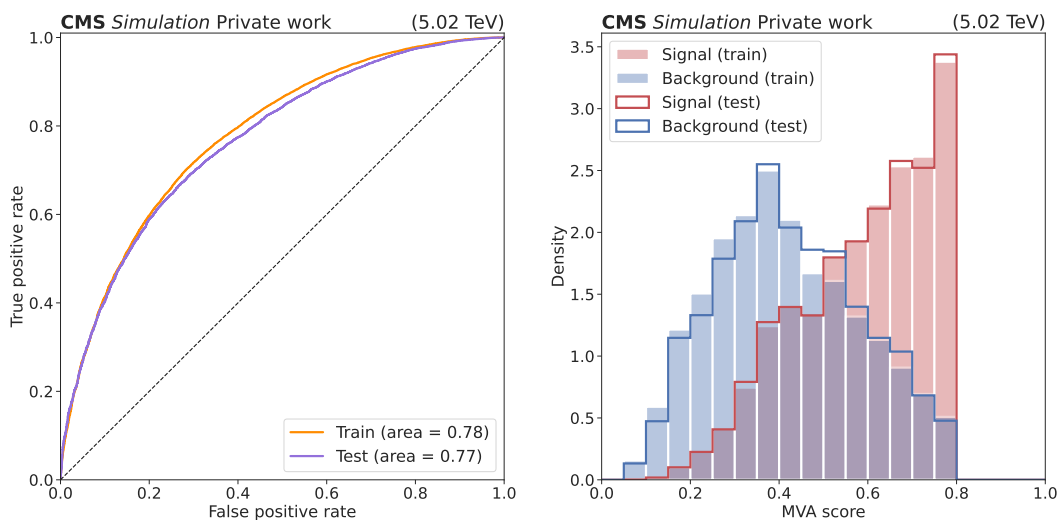 CMS Simulation Private work (5.02 TeV)
1.0
0.8
0.6
0.4
0.2
0.0
True positive rate
Train (area = 0.78)
Test (area = 0.77)
0.0 0.2 0.4 0.6 0.8 1.0
False positive rate
CMS Simulation Private work (5.02 TeV)
3.5
3.0
2.5
2.0
1.5
1.0
0.5
0.0
Density
Signal (train)
Background (train)
Signal (test)
Background (test)
0.0 0.2 0.4 0.6 0.8 1.0
MVA score